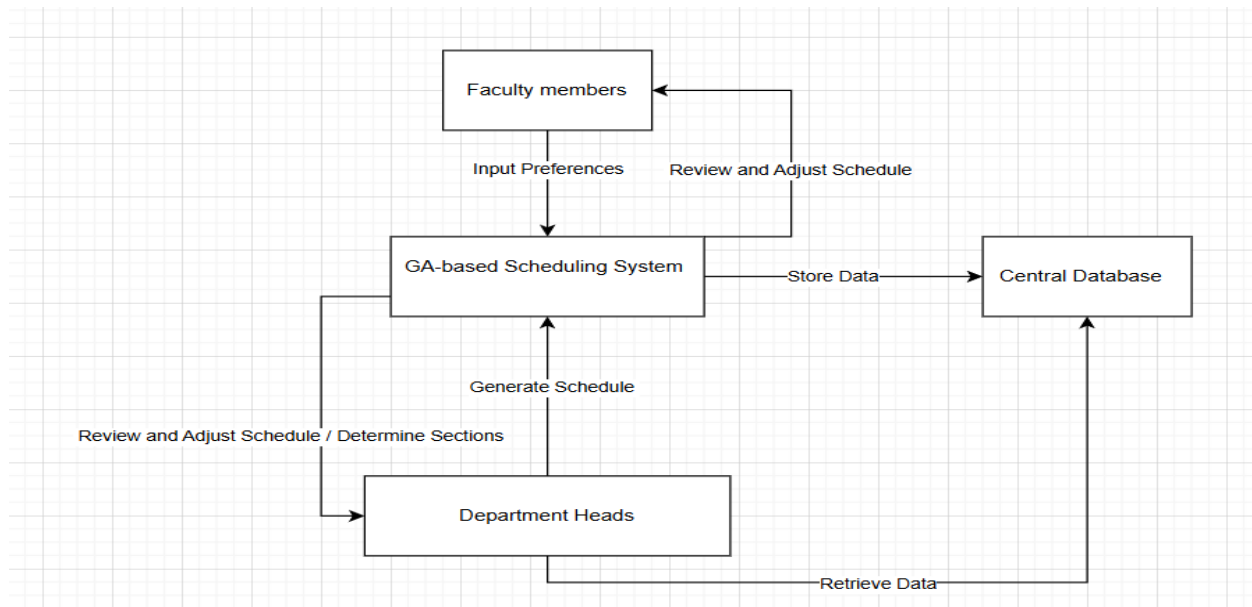 Faculty members
Input Preferences
Review and Adjust Schedule
GA-based Scheduling System
Store Data
Central Database
Generate Schedule
Review and Adjust Schedule / Determine Sections
Department Heads
Retrieve Data